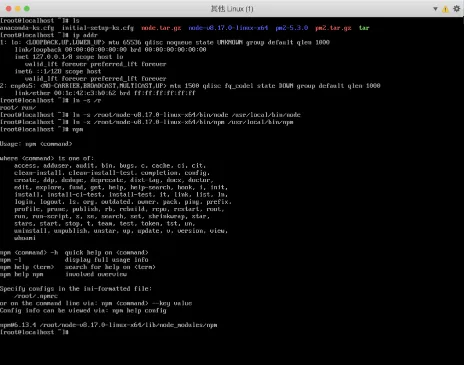 其他 Linux (1)
[root@localhost ~]# ls
anaconda-ks.cfg initial-setup-ks.cfg node.tar.gz node-v8.17.0-linux-x64 pm2-5.3.0 pm2.tar.gz tar
[root@localhost ~]# ip addr
1: lo: <LOOPBACK,UP,LOWER_UP> mtu 65536 qdisc noqueue state UNKNOWN group default qlen 1000
link/loopback 00:00:00:00:00:00 brd 00:00:00:00:00:00
inet 127.0.0.1/8 scope host lo
valid_lft forever preferred_lft forever
inet6 ::1/128 scope host
valid_lft forever preferred_lft forever
2: enp0s5: <NO-CARRIER,BROADCAST,MULTICAST,UP> mtu 1500 qdisc fq_codel state DOWN group default qlen 1000
link/ether 00:1c:42:c3:b9:62 brd ff:ff:ff:ff:ff:ff
[root@localhost ~]# ln -s /r
root/ run/
[root@localhost ~]# ln -s /root/node-v8.17.0-linux-x64/bin/node /usr/local/bin/node
[root@localhost ~]# ln -s /root/node-v8.17.0-linux-x64/bin/npm /usr/local/bin/npm
[root@localhost ~]# npm
Usage: npm <command>
where <command> is one of:
access, adduser, audit, bin, bugs, c, cache, ci, cit,
clean-install, clean-install-test, completion, config,
create, ddp, dedupe, deprecate, dist-tag, docs, doctor,
edit, explore, fund, get, help, help-search, hook, i, init,
install, install-ci-test, install-test, it, link, list, ln,
login, logout, ls, org, outdated, owner, pack, ping, prefix,
profile, prune, publish, rb, rebuild, repo, restart, root,
run, run-script, s, se, search, set, shrinkwrap, star,
stars, start, stop, t, team, test, token, tst, un,
uninstall, unpublish, unstar, up, update, v, version, view,
whoami
npm <command> -h quick help on <command>
npm -l display full usage info
npm help <term> search for help on <term>
npm help npm involved overview
Specify configs in the ini-formatted file:
/root/.npmrc
or on the command line via: npm <command> --key value
Config info can be viewed via: npm help config
npm@6.13.4 /root/node-v8.17.0-linux-x64/lib/node_modules/npm
[root@localhost ~]#